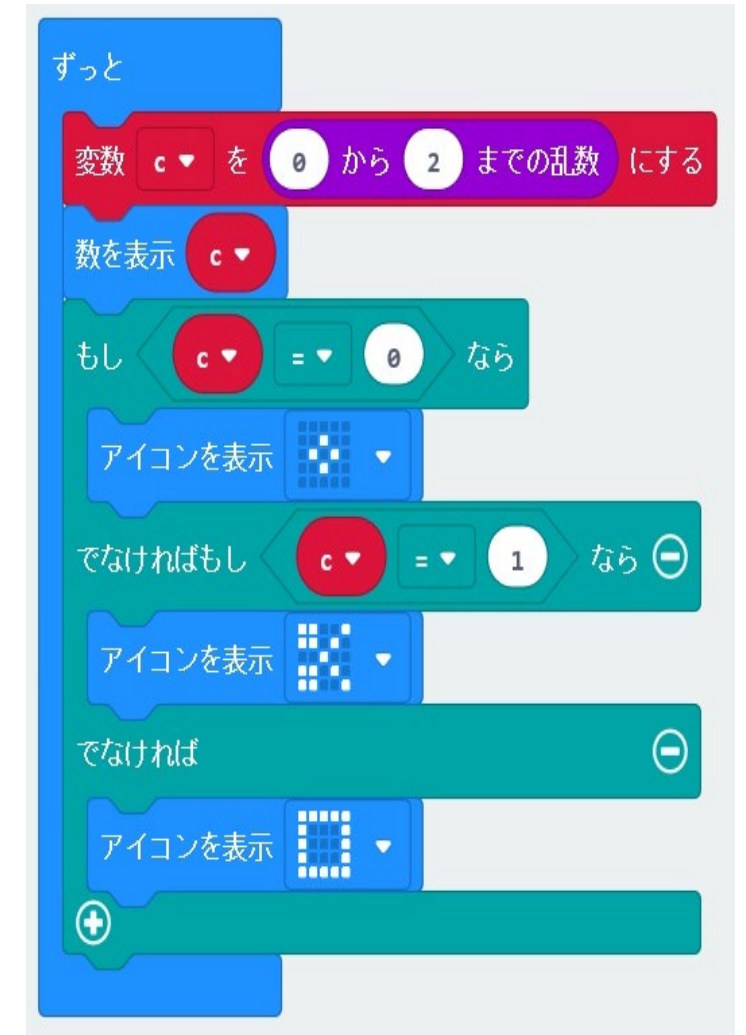 ずっと
変数 c を 0 から 2 までの乱数 にする
数を表示 c
もし c = 0 なら
アイコンを表示
でなければもし c = 1 なら
アイコンを表示
でなければ
アイコンを表示